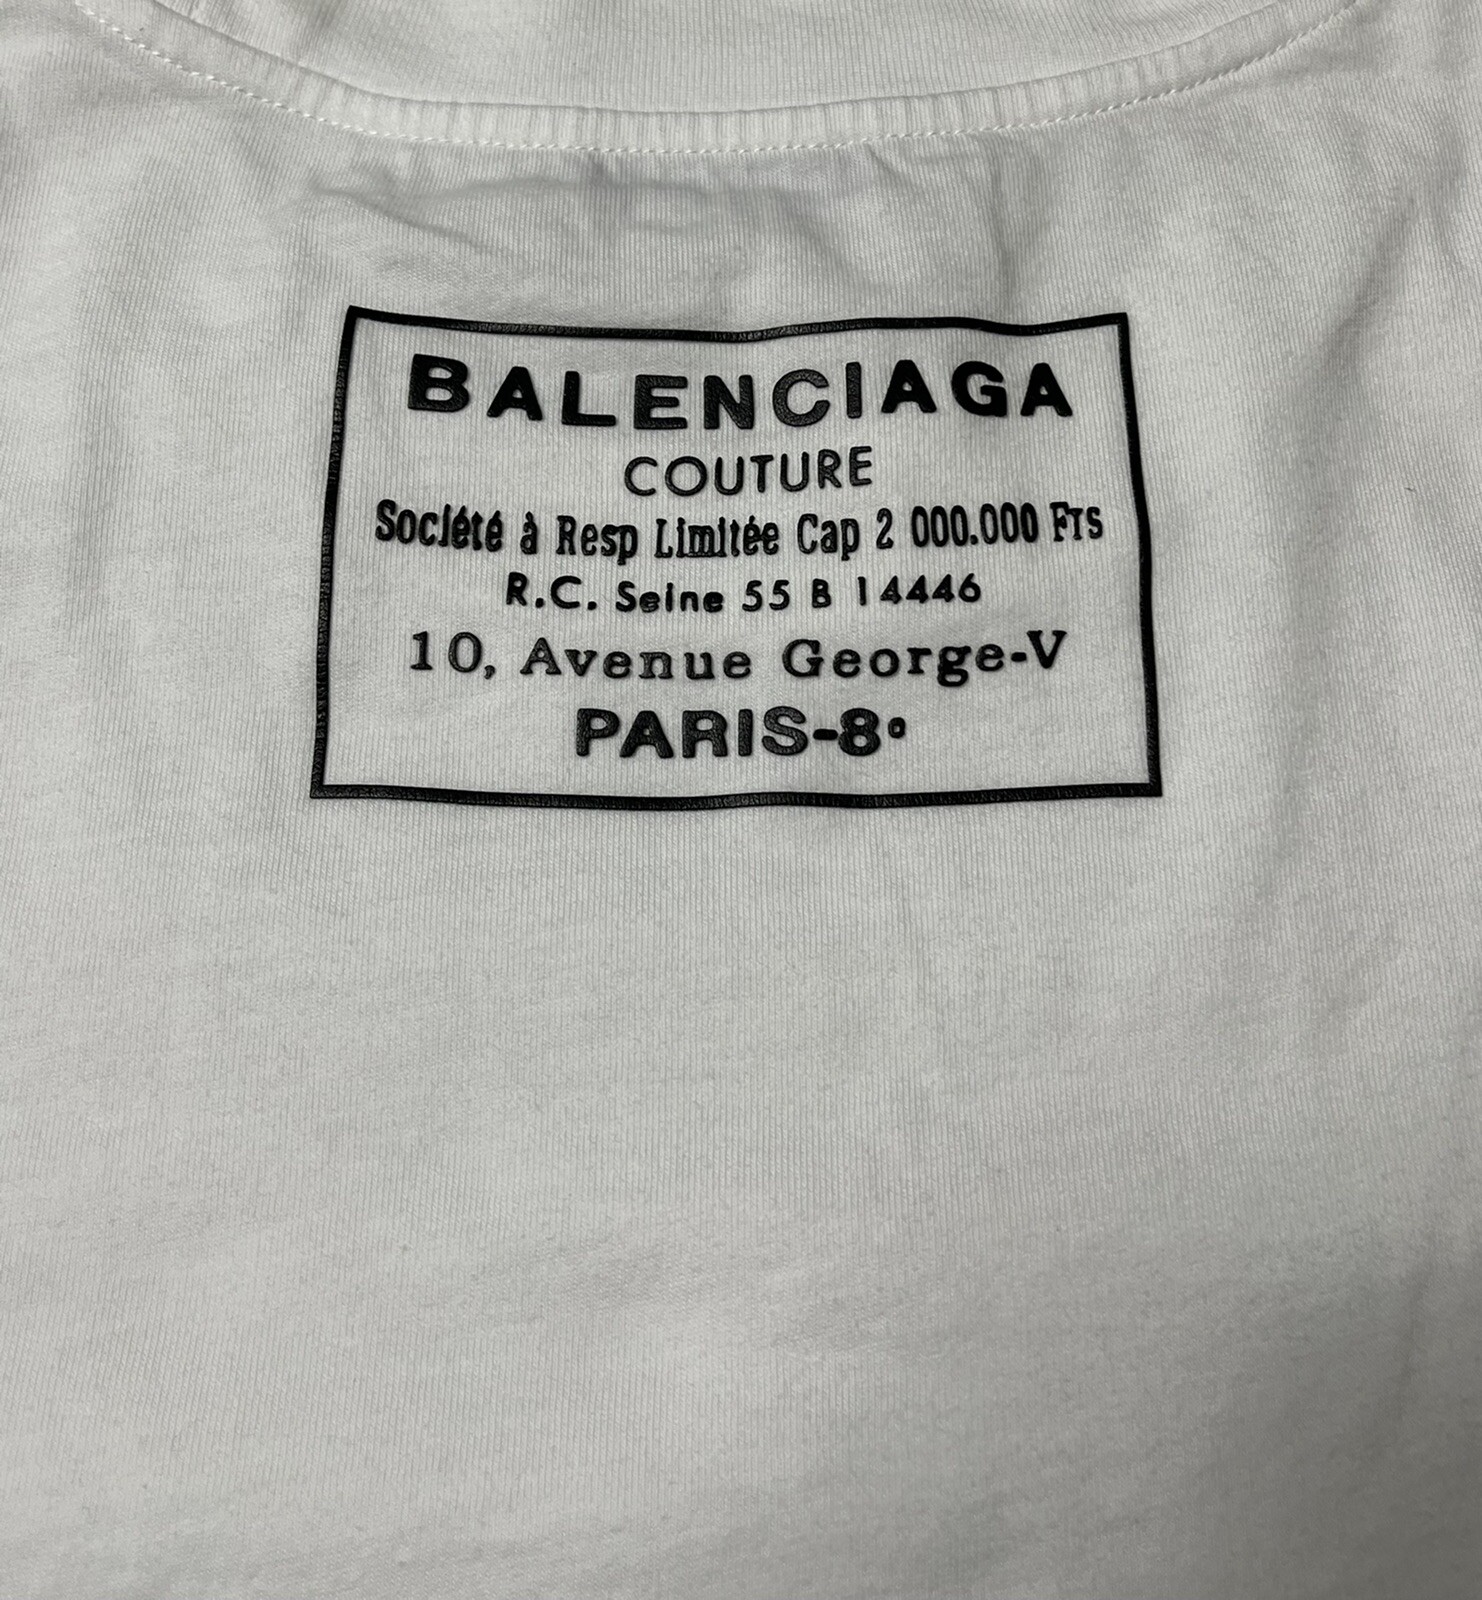 BALENCIAGA
COUTURE
Société à Resp Limitée Cap 2 000.000 Frs
R.C. Seine 55 B 14446
10, Avenue George-V
PARIS-8e